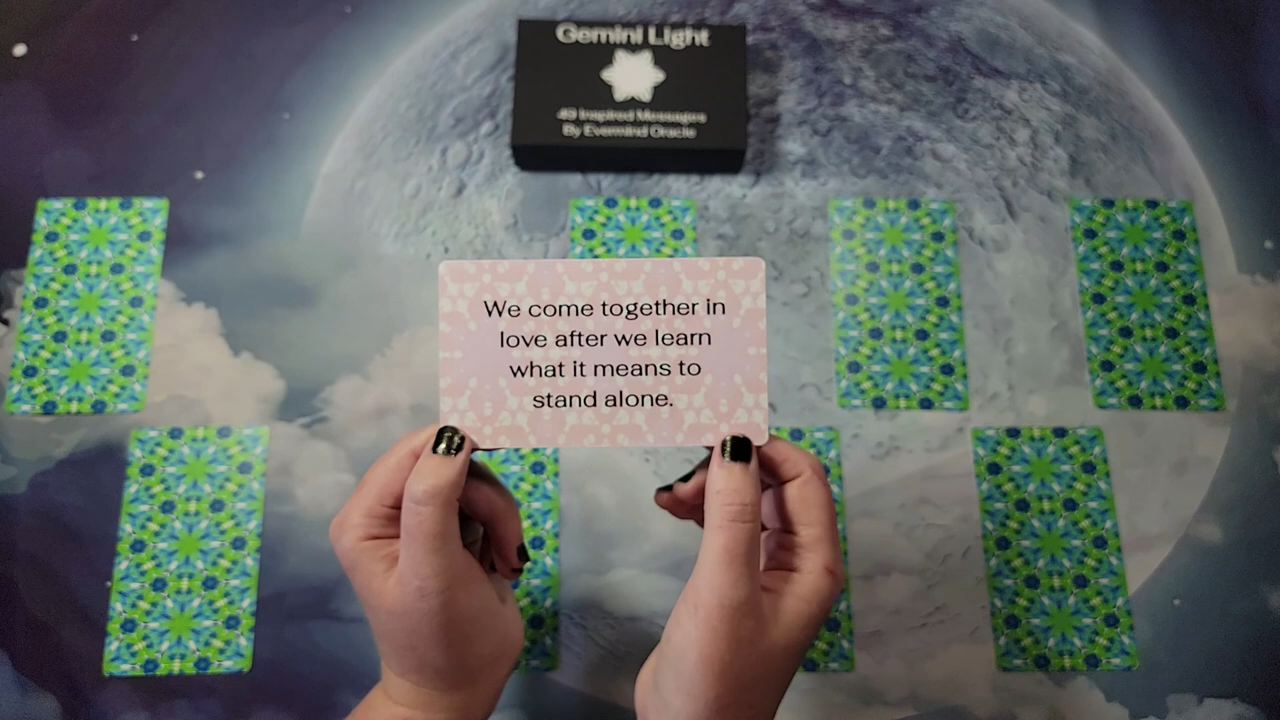 Gemini Light
Inspired Messages
By Evermind Oracle
We come together in
love after we learn
what it means to
stand alone.